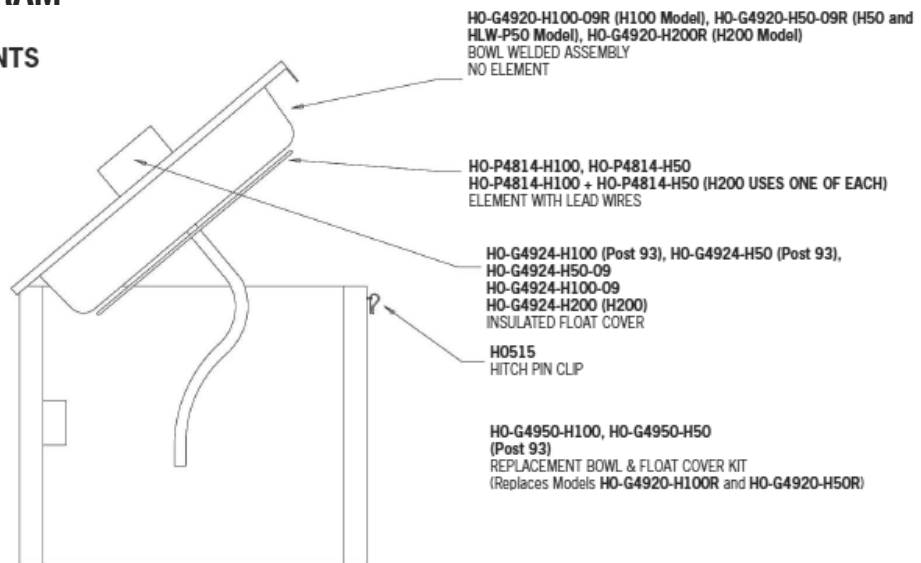 NTS
HO-G4920-H100-09R (H100 Model), HO-G4920-H50-09R (H50 and
HLW-P50 Model), HO-G4920-H200R (H200 Model)
BOWL WELDED ASSEMBLY
NO ELEMENT
HO-P4814-H100, HO-P4814-H50
HO-P4814-H100 + HO-P4814-H50 (H200 USES ONE OF EACH)
ELEMENT WITH LEAD WIRES
HO-G4924-H100 (Post 93), HO-G4924-H50 (Post 93),
HO-G4924-H50-09
HO-G4924-H100-09
HO-G4924-H200 (H200)
INSULATED FLOAT COVER
HO515
HITCH PIN CLIP
HO-G4950-H100, HO-G4950-H50
(Post 93)
REPLACEMENT BOWL & FLOAT COVER KIT
(Replaces Models HO-G4920-H100R and HO-G4920-H50R)